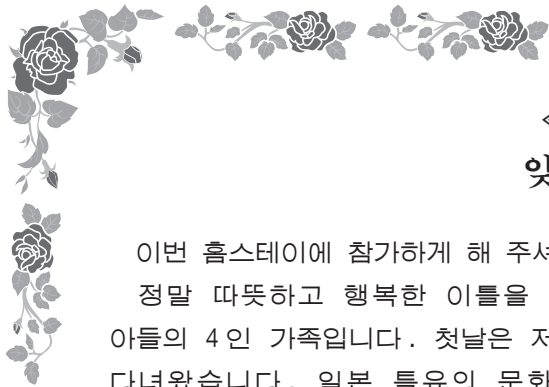 이번 홈스테이에 참가하게 해 주셔
정말 따뜻하고 행복한 이틀을
아들의 4인 가족입니다. 첫날은 저
다녀왔습니다. 일본 특유의 문화